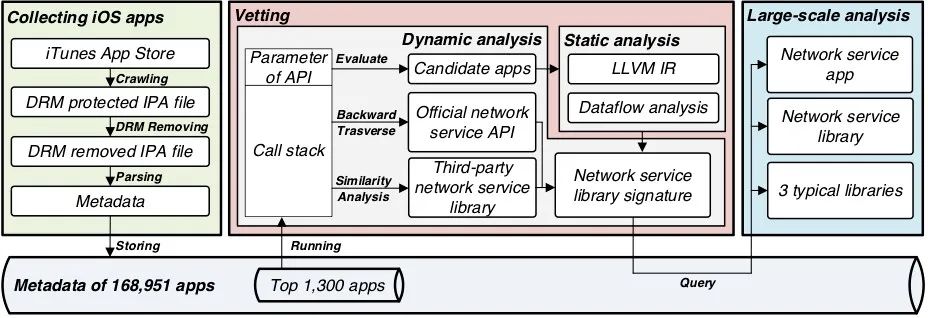 Collecting iOS apps
iTunes App Store
Crawling
DRM protected IPA file
DRM Removing
DRM removed IPA file
Parsing
Metadata
Storing
Vetting
Dynamic analysis
Parameter
of API
Call stack
Evaluate
Candidate apps
Backward
Trasverse
Official network
service API
Similarity
Analysis
Third-party
network service
library
Running
Static analysis
LLVM IR
Dataflow analysis
Network service
library signature
Large-scale analysis
Network service
app
Network service
library
3 typical libraries
Metadata of 168,951 apps
Top 1,300 apps
Query